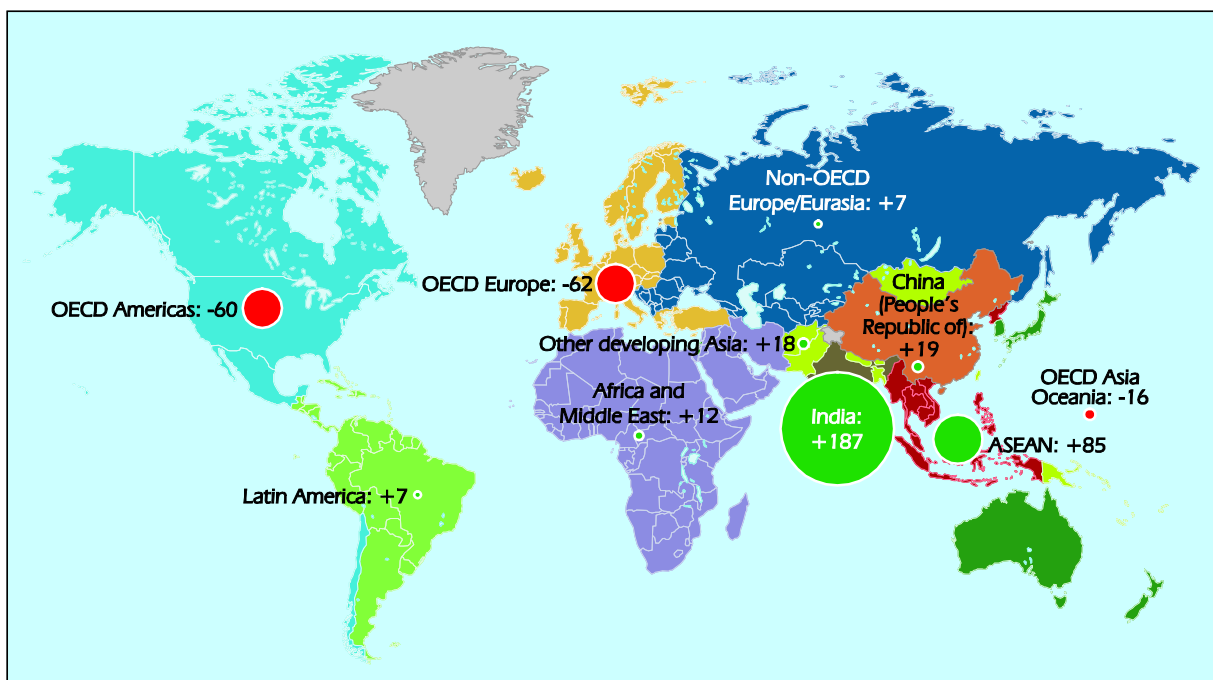 Non-OECD
Europe/Eurasia: +7
OECD Europe: -62
China
(People's
Republic of):
+19
OECD Americas: -60
Other developing Asia: +18
OECD Asia
Oceania: -16
Africa and
Middle East: +12
India:
+187
ASEAN: +85
Latin America: +7